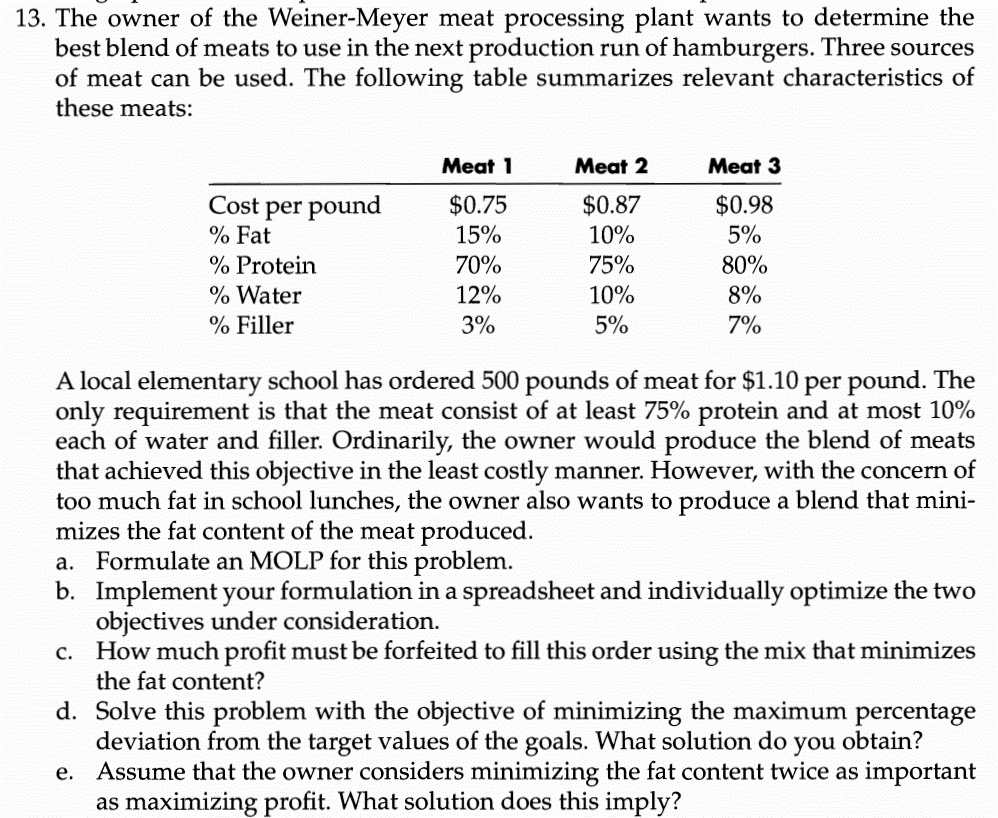 13. The owner of the Weiner-Meyer meat processing plant wants to determine the
best blend of meats to use in the next production run of hamburgers. Three sources
of meat can be used. The following table summarizes relevant characteristics of
these meats:
Meat 1 Meat 2 Meat 3
Cost per pound $0.75 $0.87 $0.98
% Fat 15% 10% 5%
% Protein 70% 75% 80%
% Water 12% 10% 8%
% Filler 3% 5% 7%
A local elementary school has ordered 500 pounds of meat for $1.10 per pound. The
only requirement is that the meat consist of at least 75% protein and at most 10%
each of water and filler. Ordinarily, the owner would produce the blend of meats
that achieved this objective in the least costly manner. However, with the concern of
too much fat in school lunches, the owner also wants to produce a blend that mini-
mizes the fat content of the meat produced.
a. Formulate an MOLP for this problem.
b. Implement your formulation in a spreadsheet and individually optimize the two
objectives under consideration.
c. How much profit must be forfeited to fill this order using the mix that minimizes
the fat content?
d. Solve this problem with the objective of minimizing the maximum percentage
deviation from the target values of the goals. What solution do you obtain?
e. Assume that the owner considers minimizing the fat content twice as important
as maximizing profit. What solution does this imply?